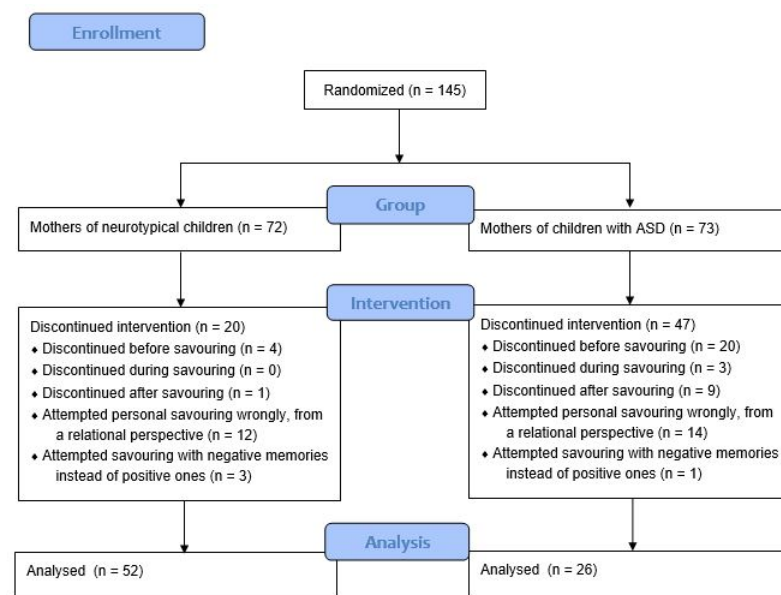 Enrollment
Randomized (n = 145)
Group
Mothers of neurotypical children (n = 72)
Mothers of children with ASD (n = 73)
Intervention
Discontinued intervention (n = 20)
♦ Discontinued before savouring (n = 4)
♦ Discontinued during savouring (n = 0)
♦ Discontinued after savouring (n = 1)
♦ Attempted personal savouring wrongly, from
a relational perspective (n = 12)
♦ Attempted savouring with negative memories
instead of positive ones (n = 3)
Discontinued intervention (n = 47)
♦ Discontinued before savouring (n = 20)
♦ Discontinued during savouring (n = 3)
♦ Discontinued after savouring (n = 9)
♦ Attempted personal savouring wrongly, from
a relational perspective (n = 14)
♦ Attempted savouring with negative memories
instead of positive ones (n = 1)
Analysis
Analysed (n = 52)
Analysed (n = 26)